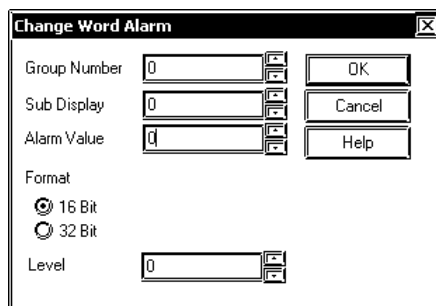 Change Word Alarm
Group Number 0 OK
Sub Display 0 Cancel
Alarm Value 0 Help
Format
16 Bit
32 Bit
Level 0